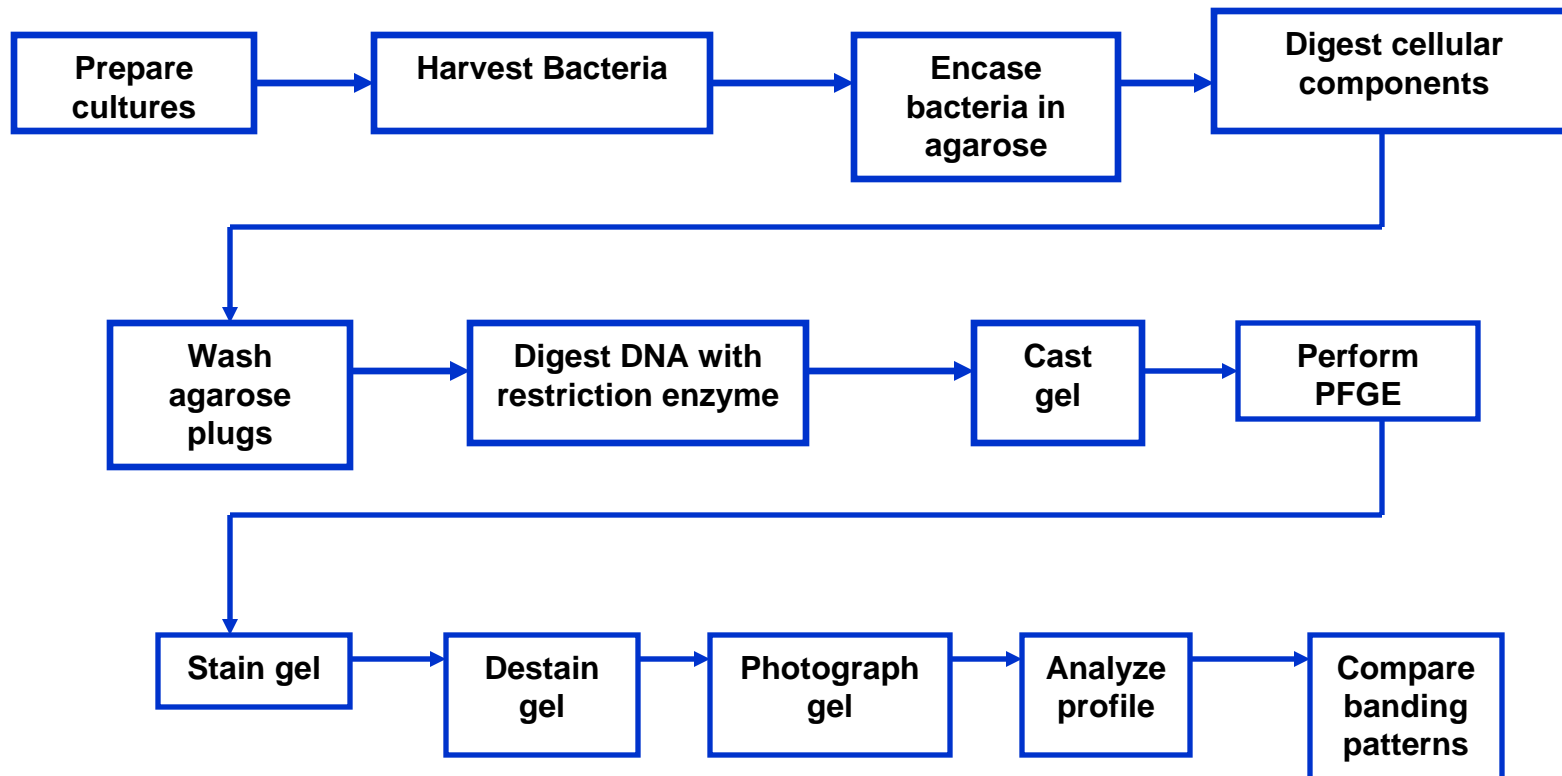 Prepare
cultures
Harvest Bacteria
Encase
bacteria in
agarose
Digest cellular
components
Wash
agarose
plugs
Digest DNA with
restriction enzyme
Cast
gel
Perform
PFGE
Stain gel
Destain
gel
Photograph
gel
Analyze
profile
Compare
banding
patterns